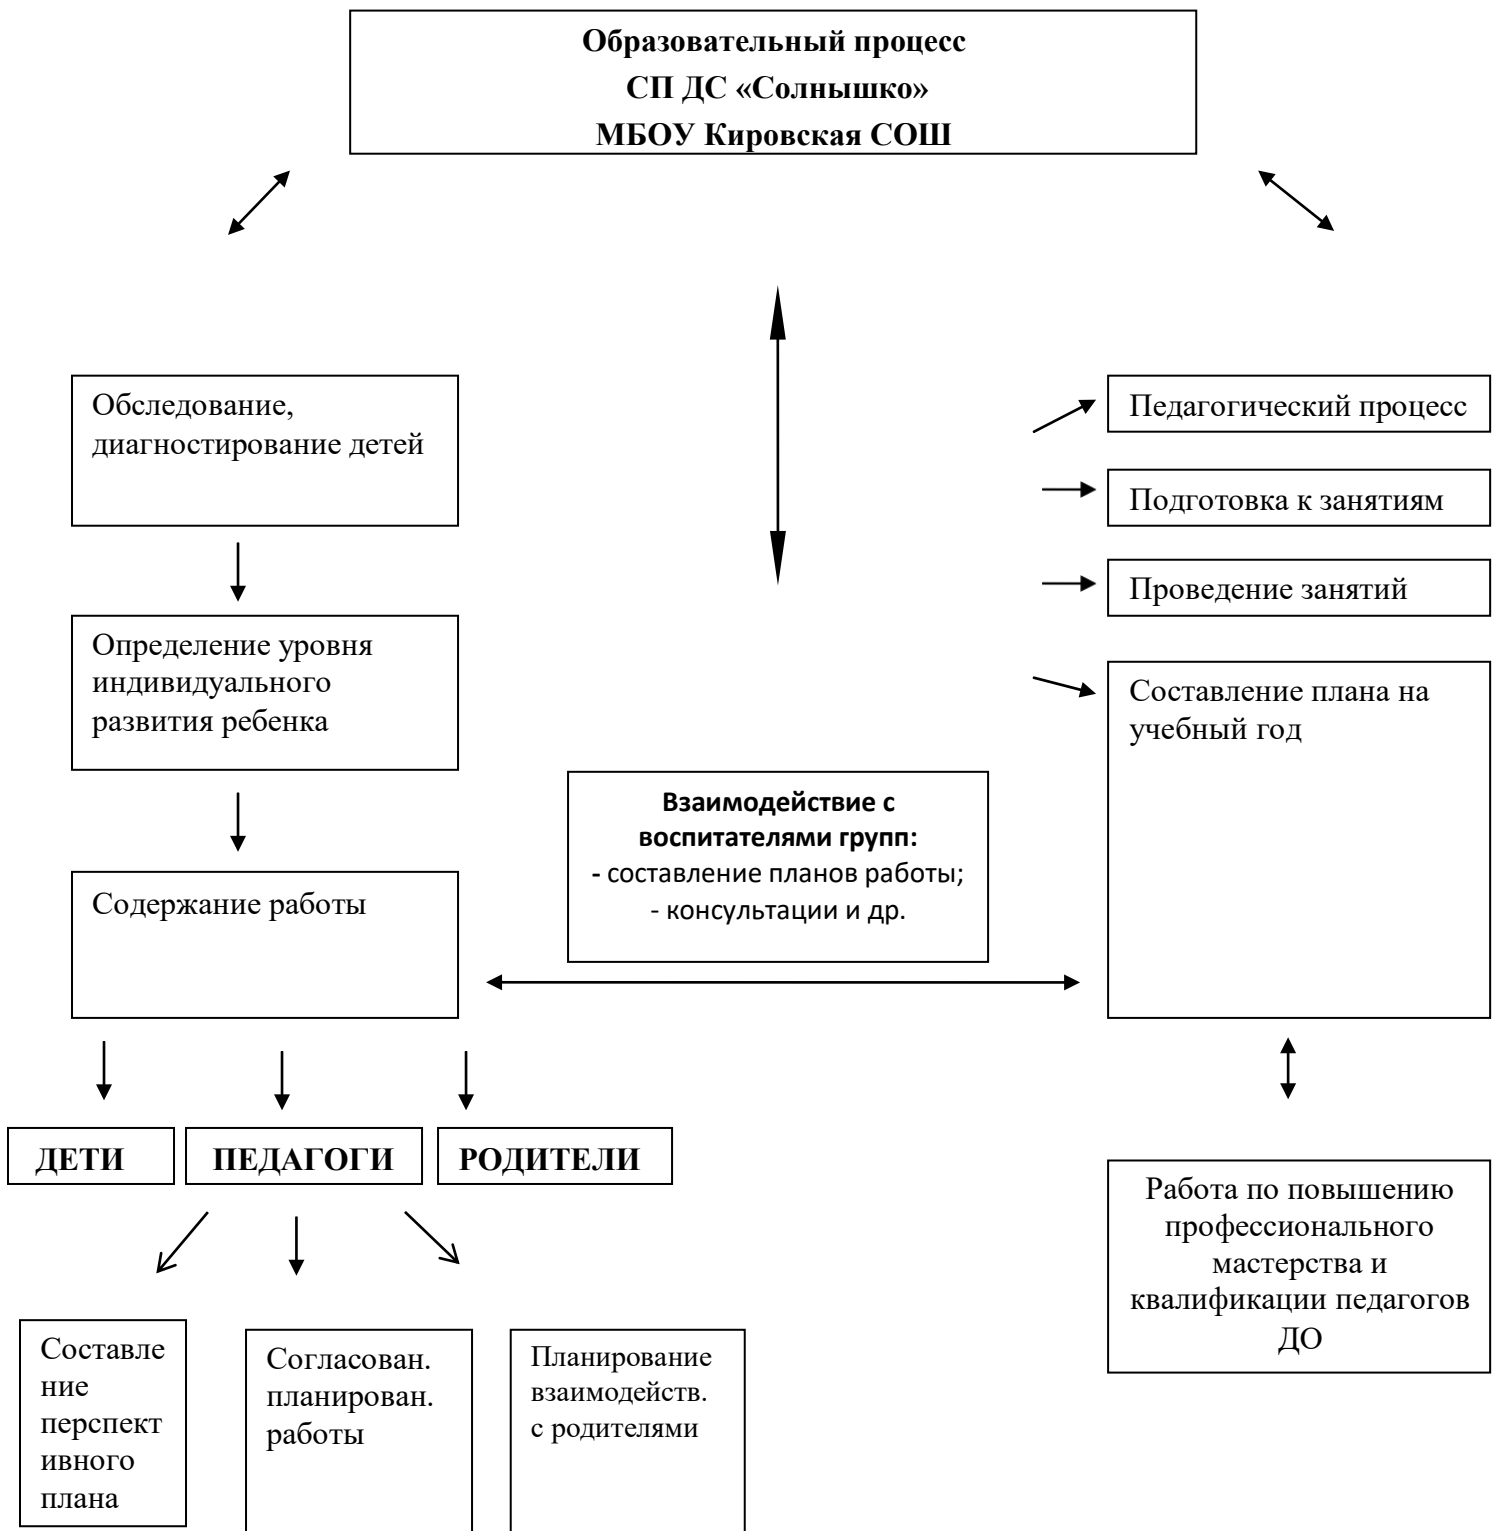 Образовательный процесс
СП ДС «Солнышко»
МБОУ Кировская СОШ
Обследование,
диагностирование детей
Определение уровня
индивидуального
развития ребенка
Содержание работы
Взаимодействие с
воспитателями групп:
- составление планов работы;
- консультации и др.
Педагогический процесс
Подготовка к занятиям
Проведение занятий
Составление плана на
учебный год
ДЕТИ
ПЕДАГОГИ
РОДИТЕЛИ
Работа по повышению
профессионального
мастерства и
квалификации педагогов
ДО
Составле
ние
перспект
ивного
плана
Согласован.
планирован.
работы
Планирование
взаимодейств.
с родителями